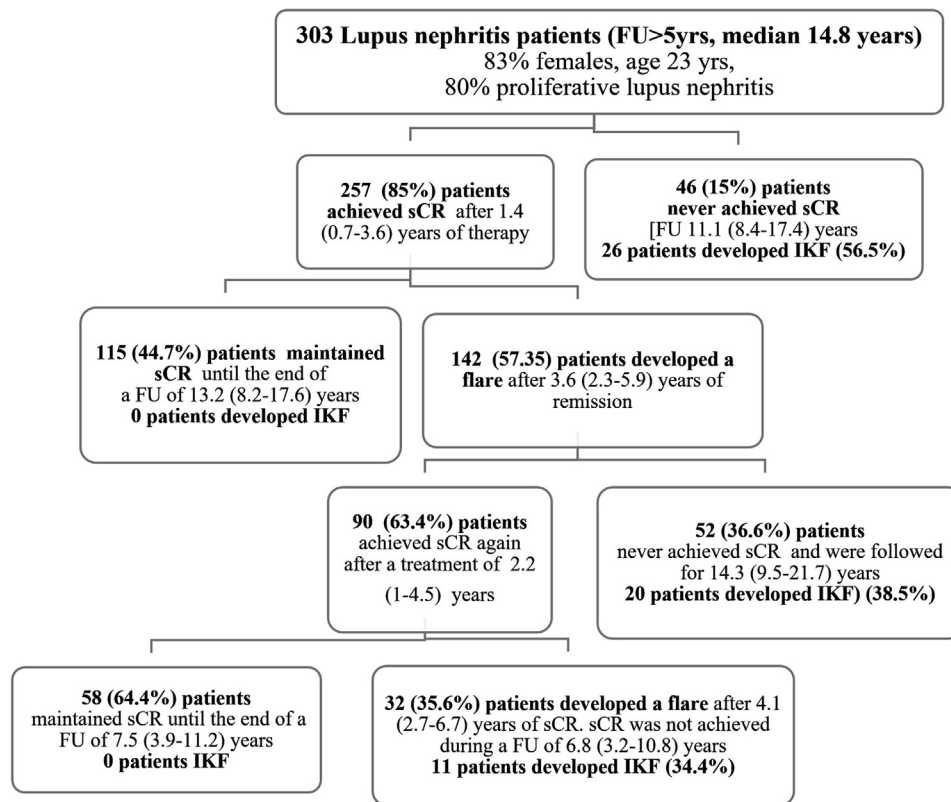 303 Lupus nephritis patients (FU>5yrs, median 14.8 years)
83% females, age 23 yrs,
80% proliferative lupus nephritis
257 (85%) patients
achieved sCR after 1.4
(0.7-3.6) years of therapy
46 (15%) patients
never achieved sCR
[FU 11.1 (8.4-17.4) years
26 patients developed IKF (56.5%)
115 (44.7%) patients maintained
sCR until the end of
a FU of 13.2 (8.2-17.6) years
0 patients developed IKF
142 (57.35) patients developed a
flare after 3.6 (2.3-5.9) years of
remission
90 (63.4%) patients
achieved sCR again
after a treatment of 2.2
(1-4.5) years
52 (36.6%) patients
never achieved sCR and were followed
for 14.3 (9.5-21.7) years
20 patients developed IKF) (38.5%)
58 (64.4%) patients
maintained sCR until the end of a
FU of 7.5 (3.9-11.2) years
0 patients IKF
32 (35.6%) patients developed a flare after 4.1
(2.7-6.7) years of sCR. sCR was not achieved
during a FU of 6.8 (3.2-10.8) years
11 patients developed IKF (34.4%)